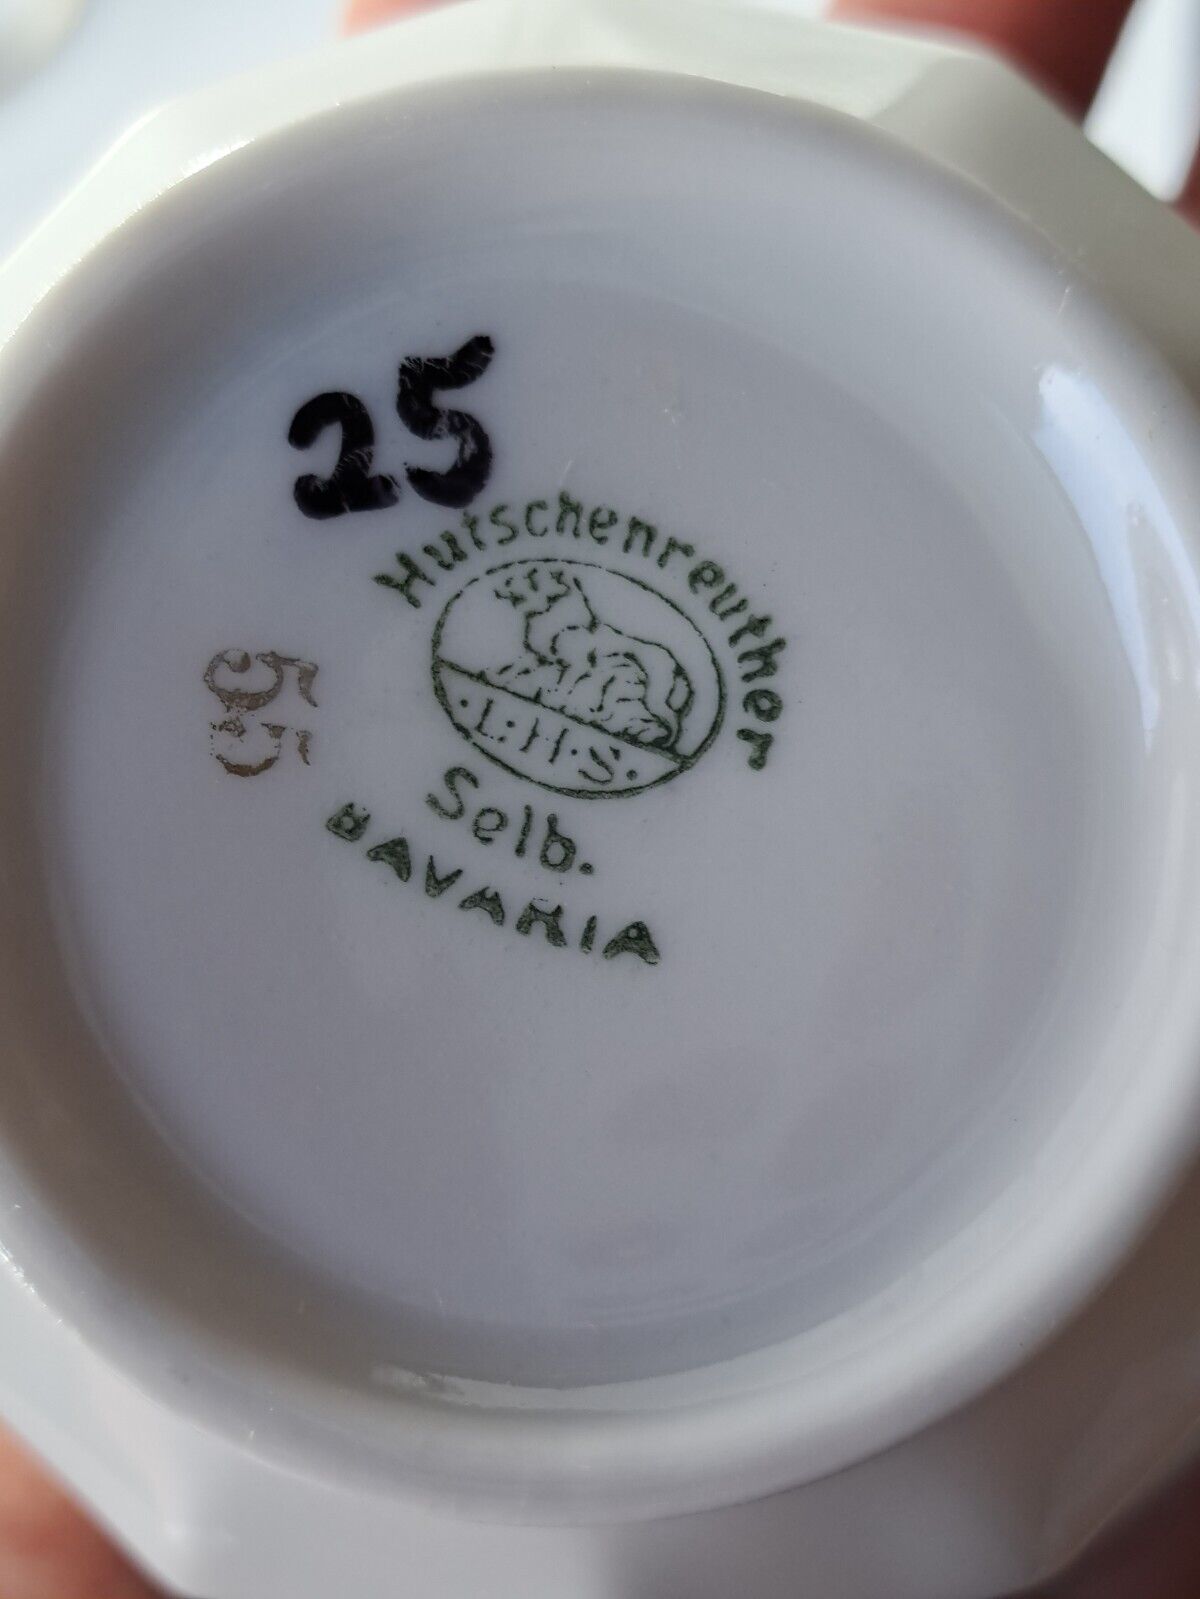 25
Hutschenreuther
·L·H·S·
Selb.
BAVARIA
55